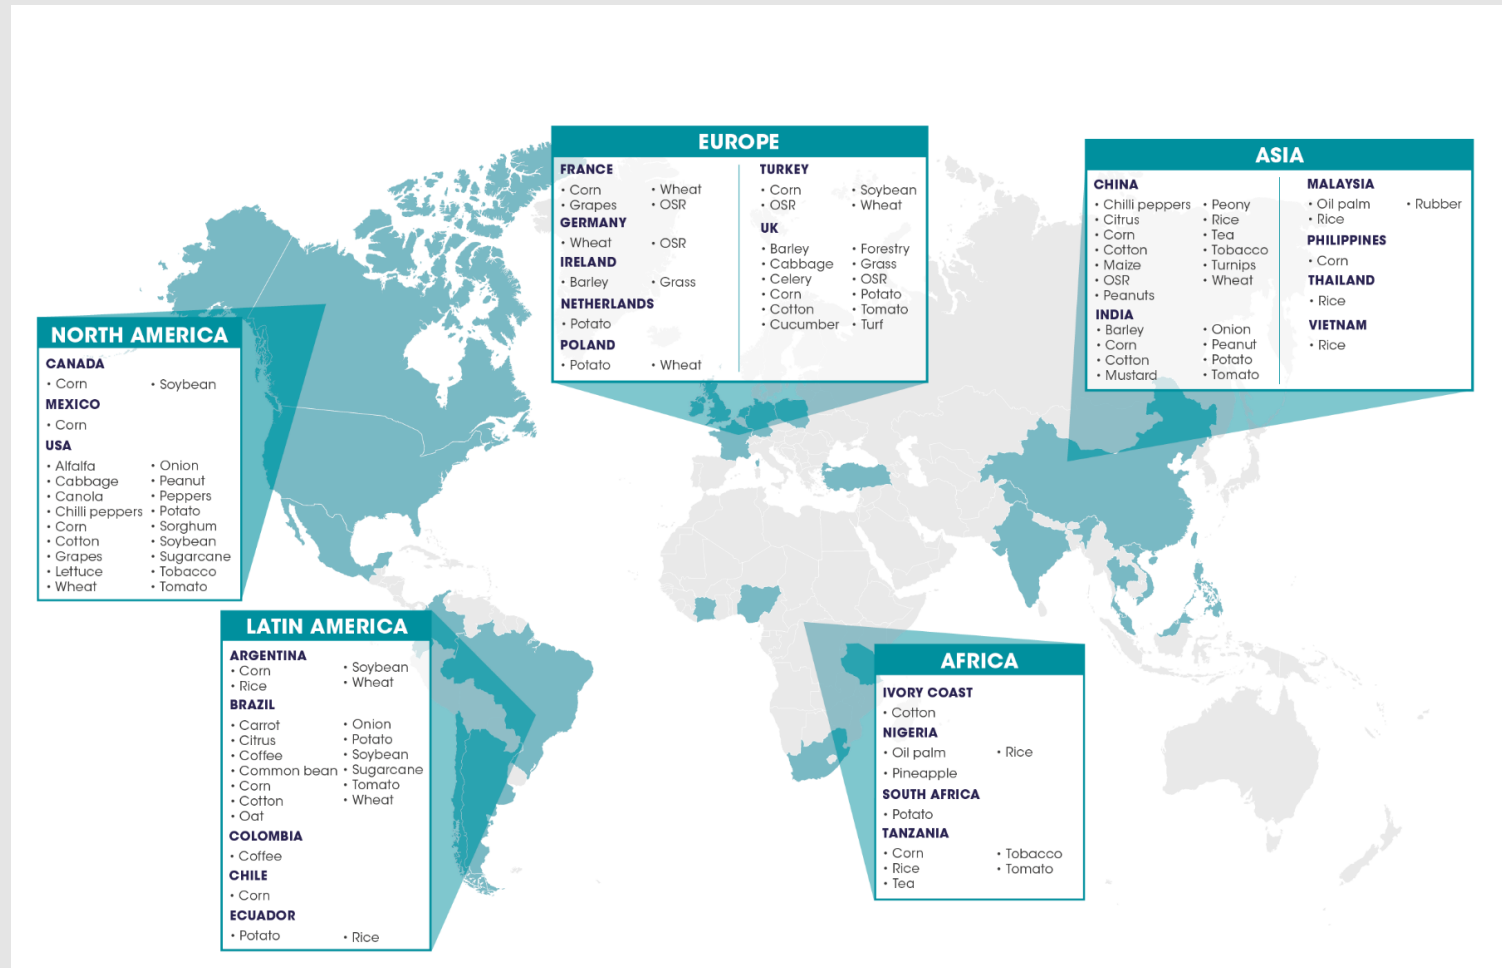 EUROPE
FRANCE
• Corn • Wheat
• Grapes • OSR
GERMANY
• Wheat • OSR
IRELAND
• Barley • Grass
NETHERLANDS
• Potato
POLAND
• Potato • Wheat
TURKEY
• Corn • Soybean
• OSR • Wheat
UK
• Barley • Forestry
• Cabbage • Grass
• Celery • OSR
• Corn • Potato
• Cotton • Tomato
• Cucumber • Turf
ASIA
CHINA
• Chilli peppers • Peony
• Citrus • Rice
• Corn • Tea
• Cotton • Tobacco
• Maize • Turnips
• OSR • Wheat
• Peanuts
INDIA
• Barley • Onion
• Corn • Peanut
• Cotton • Potato
• Mustard • Tomato
MALAYSIA
• Oil palm • Rubber
• Rice
PHILIPPINES
• Corn
THAILAND
• Rice
VIETNAM
• Rice
NORTH AMERICA
CANADA
• Corn • Soybean
MEXICO
• Corn
USA
• Alfalfa • Onion
• Cabbage • Peanut
• Canola • Peppers
• Chilli peppers • Potato
• Corn • Sorghum
• Cotton • Soybean
• Grapes • Sugarcane
• Lettuce • Tobacco
• Wheat • Tomato
LATIN AMERICA
ARGENTINA
• Corn • Soybean
• Rice • Wheat
BRAZIL
• Carrot • Onion
• Citrus • Potato
• Coffee • Soybean
• Common bean • Sugarcane
• Corn • Tomato
• Cotton • Wheat
• Oat
COLOMBIA
• Coffee
CHILE
• Corn
ECUADOR
• Potato • Rice
AFRICA
IVORY COAST
• Cotton
NIGERIA
• Oil palm • Rice
• Pineapple
SOUTH AFRICA
• Potato
TANZANIA
• Corn • Tobacco
• Rice • Tomato
• Tea